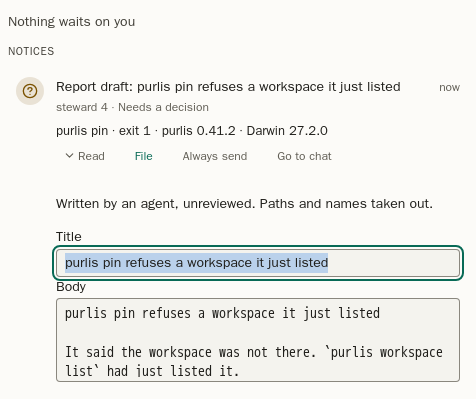 Nothing waits on you
NOTICES
Report draft: purlis pin refuses a workspace it just listed
now
steward 4 · Needs a decision
purlis pin · exit 1 · purlis 0.41.2 · Darwin 27.2.0
Read File Always send Go to chat
Written by an agent, unreviewed. Paths and names taken out.
Title
purlis pin refuses a workspace it just listed
Body
purlis pin refuses a workspace it just listed
It said the workspace was not there. `purlis workspace
list` had just listed it.